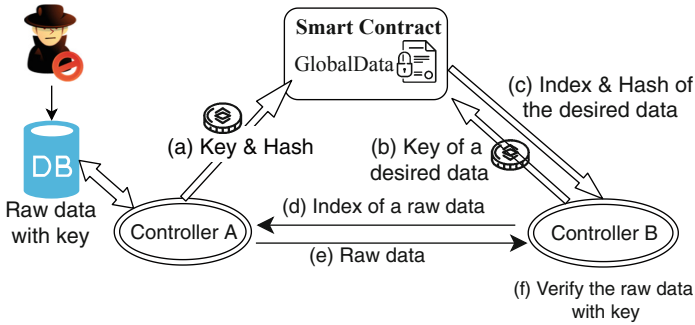 Smart Contract
GlobalData
(c) Index & Hash of
the desired data
(a) Key & Hash
(b) Key of a
desired data
DB
Raw data
with key
Controller A
(d) Index of a raw data
(e) Raw data
Controller B
(f) Verify the raw data
with key